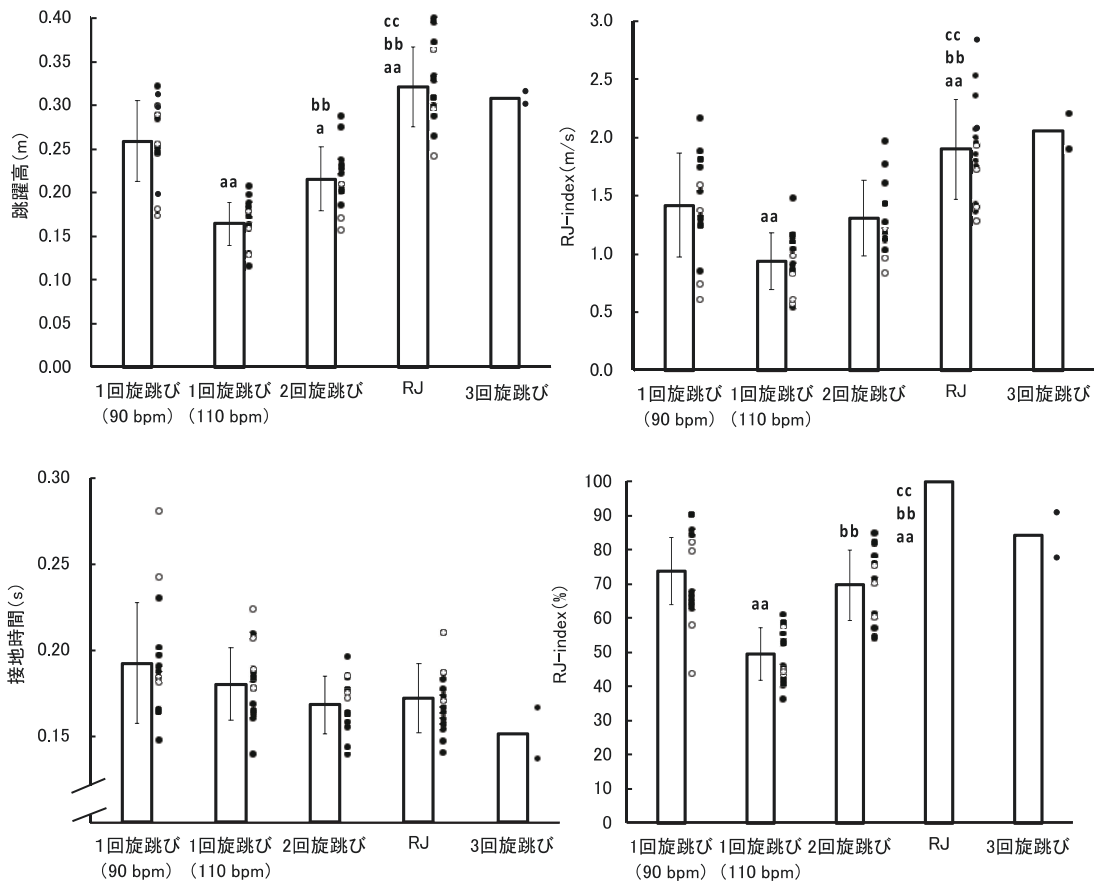 0.40
0.35
0.30
0.25
0.20
0.15
0.10
0.05
0.00
跳躍高(m)
aa
bb
a
cc
bb
aa
1回旋跳び
(90 bpm)
1回旋跳び
(110 bpm)
2回旋跳び
RJ
3回旋跳び
3.0
2.5
2.0
1.5
1.0
0.5
0.0
RJ-index(m/s)
aa
cc
bb
aa
1回旋跳び
(90 bpm)
1回旋跳び
(110 bpm)
2回旋跳び
RJ
3回旋跳び
0.30
0.25
0.20
0.15
接地時間(s)
1回旋跳び
(90 bpm)
1回旋跳び
(110 bpm)
2回旋跳び
RJ
3回旋跳び
100
90
80
70
60
50
40
30
20
10
0
RJ-index(%)
aa
bb
cc
bb
aa
1回旋跳び
(90 bpm)
1回旋跳び
(110 bpm)
2回旋跳び
RJ
3回旋跳び